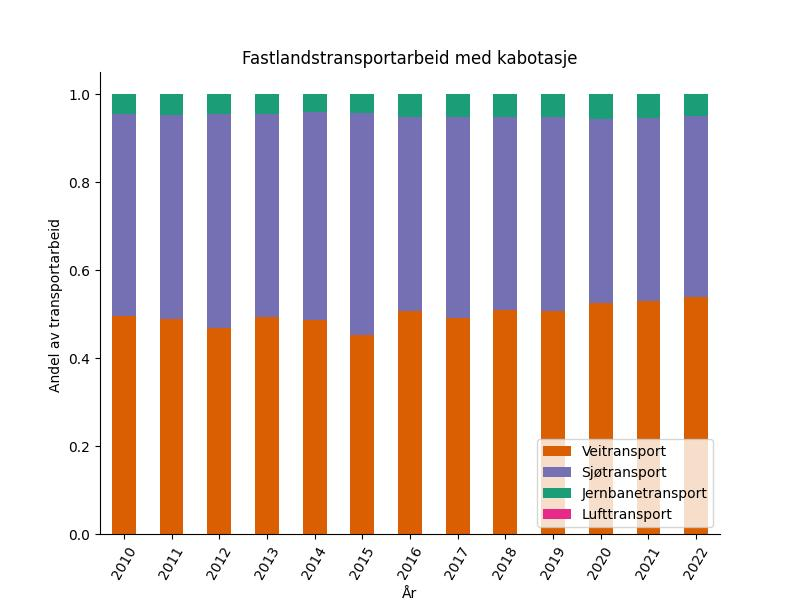 Fastlandstransportarbeid med kabotasje
Andel av transportarbeid
1.0
0.8
0.6
0.4
0.2
0.0
Veitransport
Sjøtransport
Jernbanetransport
Lufttransport
2010 2011 2012 2013 2014 2015 2016 2017 2018 2019 2020 2021 2022
År